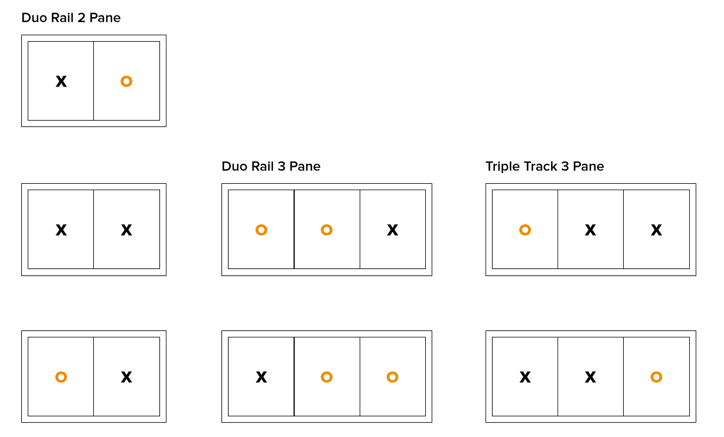 Duo Rail 2 Pane
X O
Duo Rail 3 Pane
Triple Track 3 Pane
X X
O O X
O X X
O X
X O O
X X O